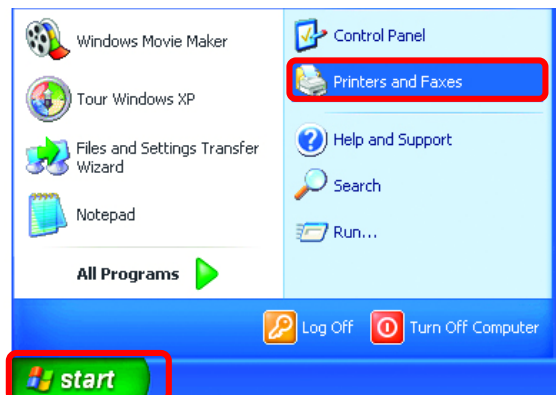 Windows Movie Maker
Tour Windows XP
Files and Settings Transfer
Wizard
Notepad
All Programs
Control Panel
Printers and Faxes
Help and Support
Search
Run...
Log Off
Turn Off Computer
start